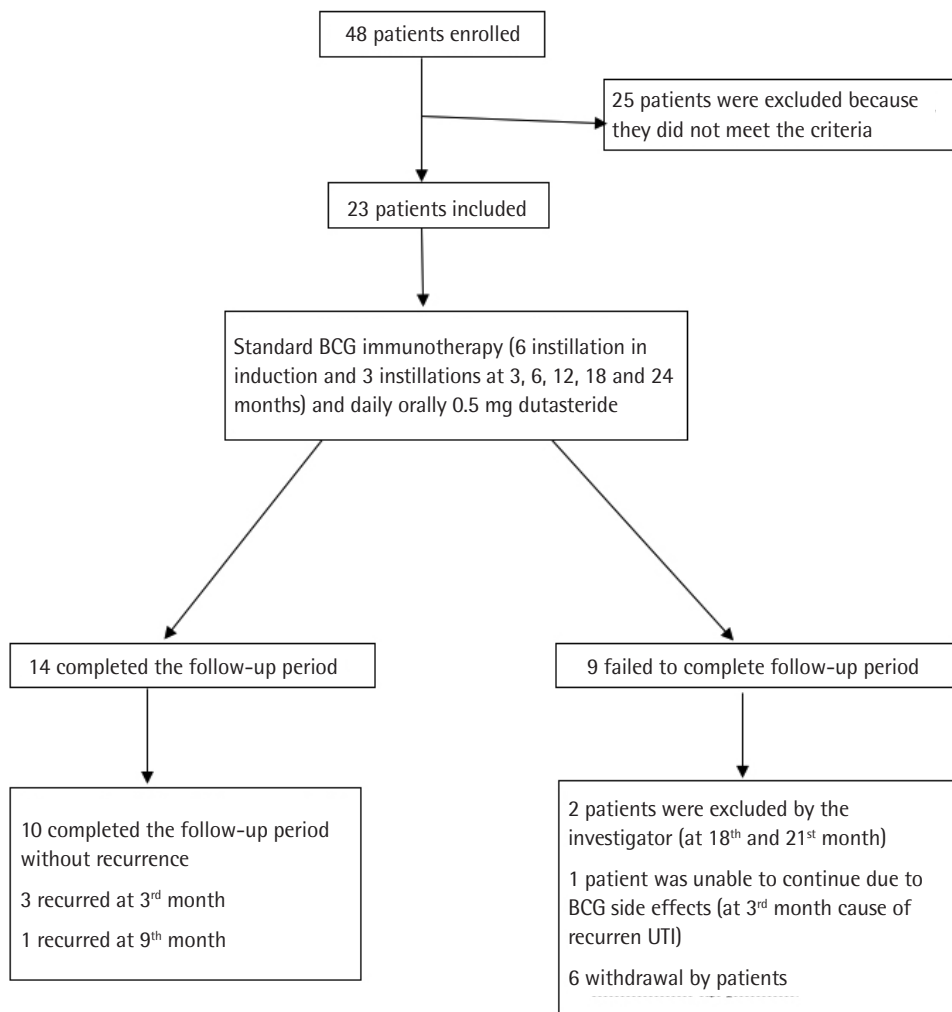 48 patients enrolled
25 patients were excluded because
they did not meet the criteria
23 patients included
Standard BCG immunotherapy (6 instillation in
induction and 3 instillations at 3, 6, 12, 18 and 24
months) and daily orally 0.5 mg dutasteride
14 completed the follow-up period
9 failed to complete follow-up period
10 completed the follow-up period
without recurrence
3 recurred at 3rd month
1 recurred at 9th month
2 patients were excluded by the
investigator (at 18th and 21st month)
1 patient was unable to continue due to
BCG side effects (at 3rd month cause of
recurren UTI)
6 withdrawal by patients